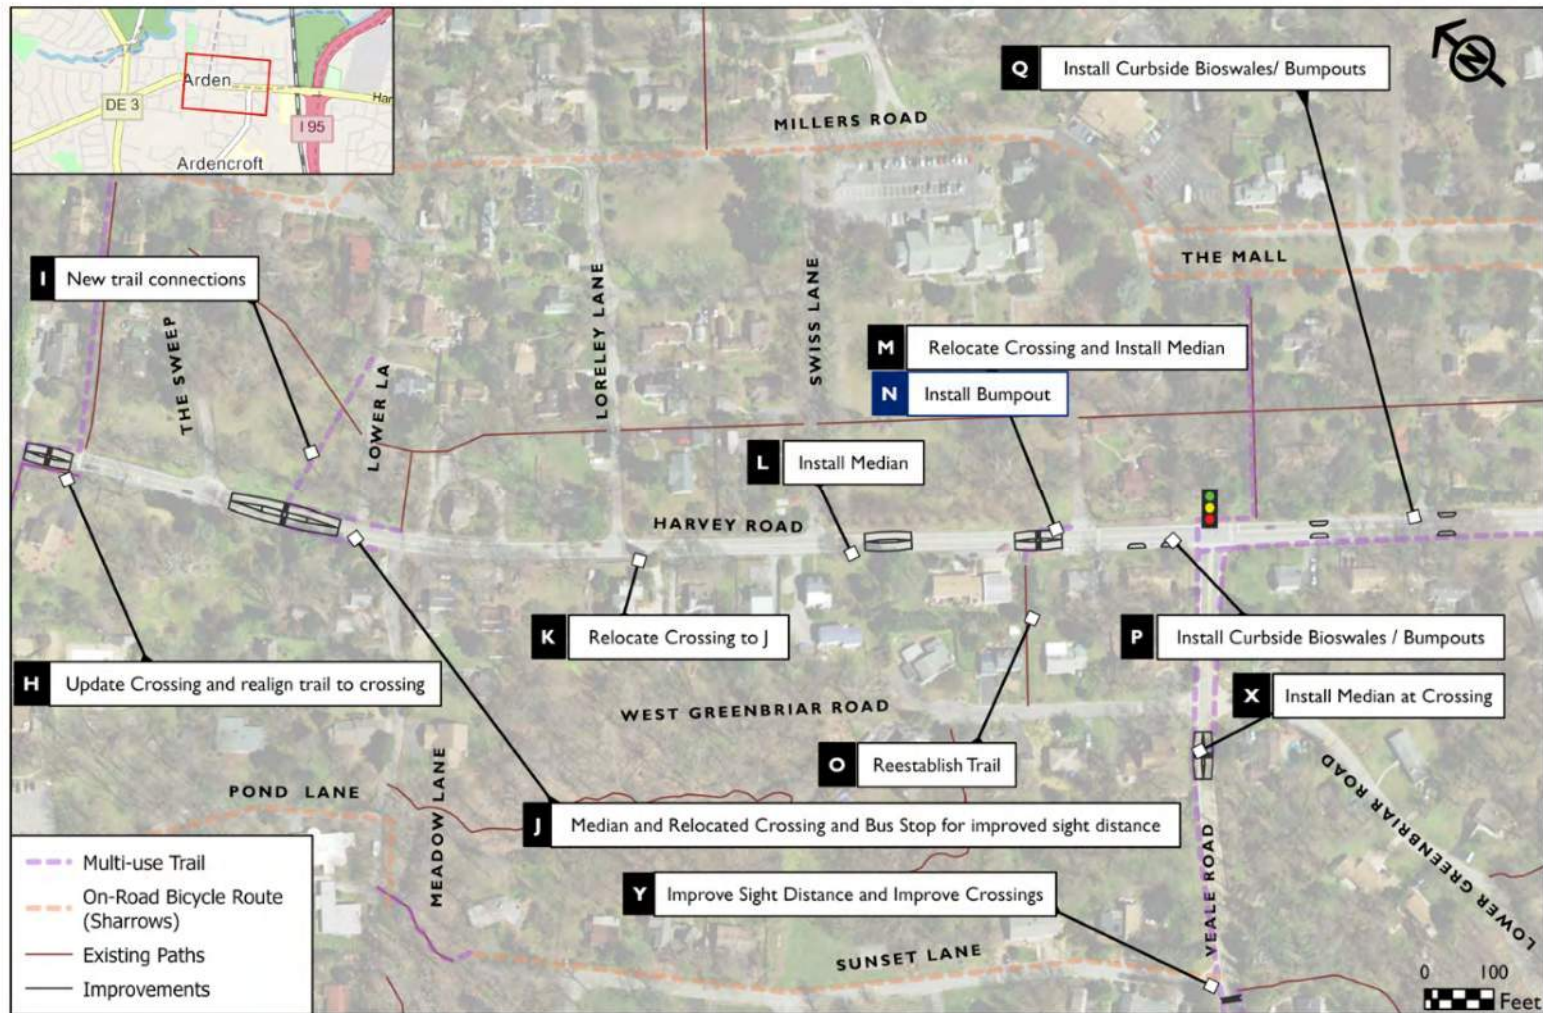 Arden
DE 3
Har
I 95
Ardencroft
N
Q Install Curbside Bioswales/ Bumpouts
MILLERS ROAD
THE MALL
I New trail connections
THE SWEEP
LOWER LA
LORELEY LANE
SWISS LANE
M Relocate Crossing and Install Median
N Install Bumpout
L Install Median
HARVEY ROAD
K Relocate Crossing to J
P Install Curbside Bioswales / Bumpouts
H Update Crossing and realign trail to crossing
X Install Median at Crossing
WEST GREENBRIAR ROAD
O Reestablish Trail
POND LANE
MEADOW LANE
J Median and Relocated Crossing and Bus Stop for improved sight distance
LOWER GREENBRIAR ROAD
VEALE ROAD
Y Improve Sight Distance and Improve Crossings
SUNSET LANE
Multi-use Trail
On-Road Bicycle Route
(Sharrows)
Existing Paths
Improvements
0 100
Feet